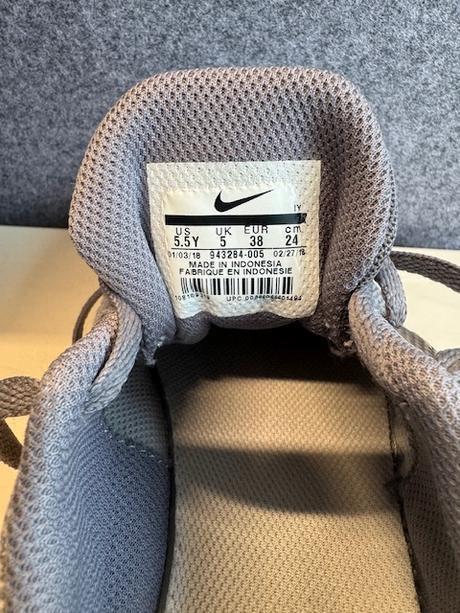 US UK EUR cm
5.5Y 5 38 24
01/03/18 943284-005 02/27/18
MADE IN INDONESIA
FABRIQUE EN INDONESIE
UPC